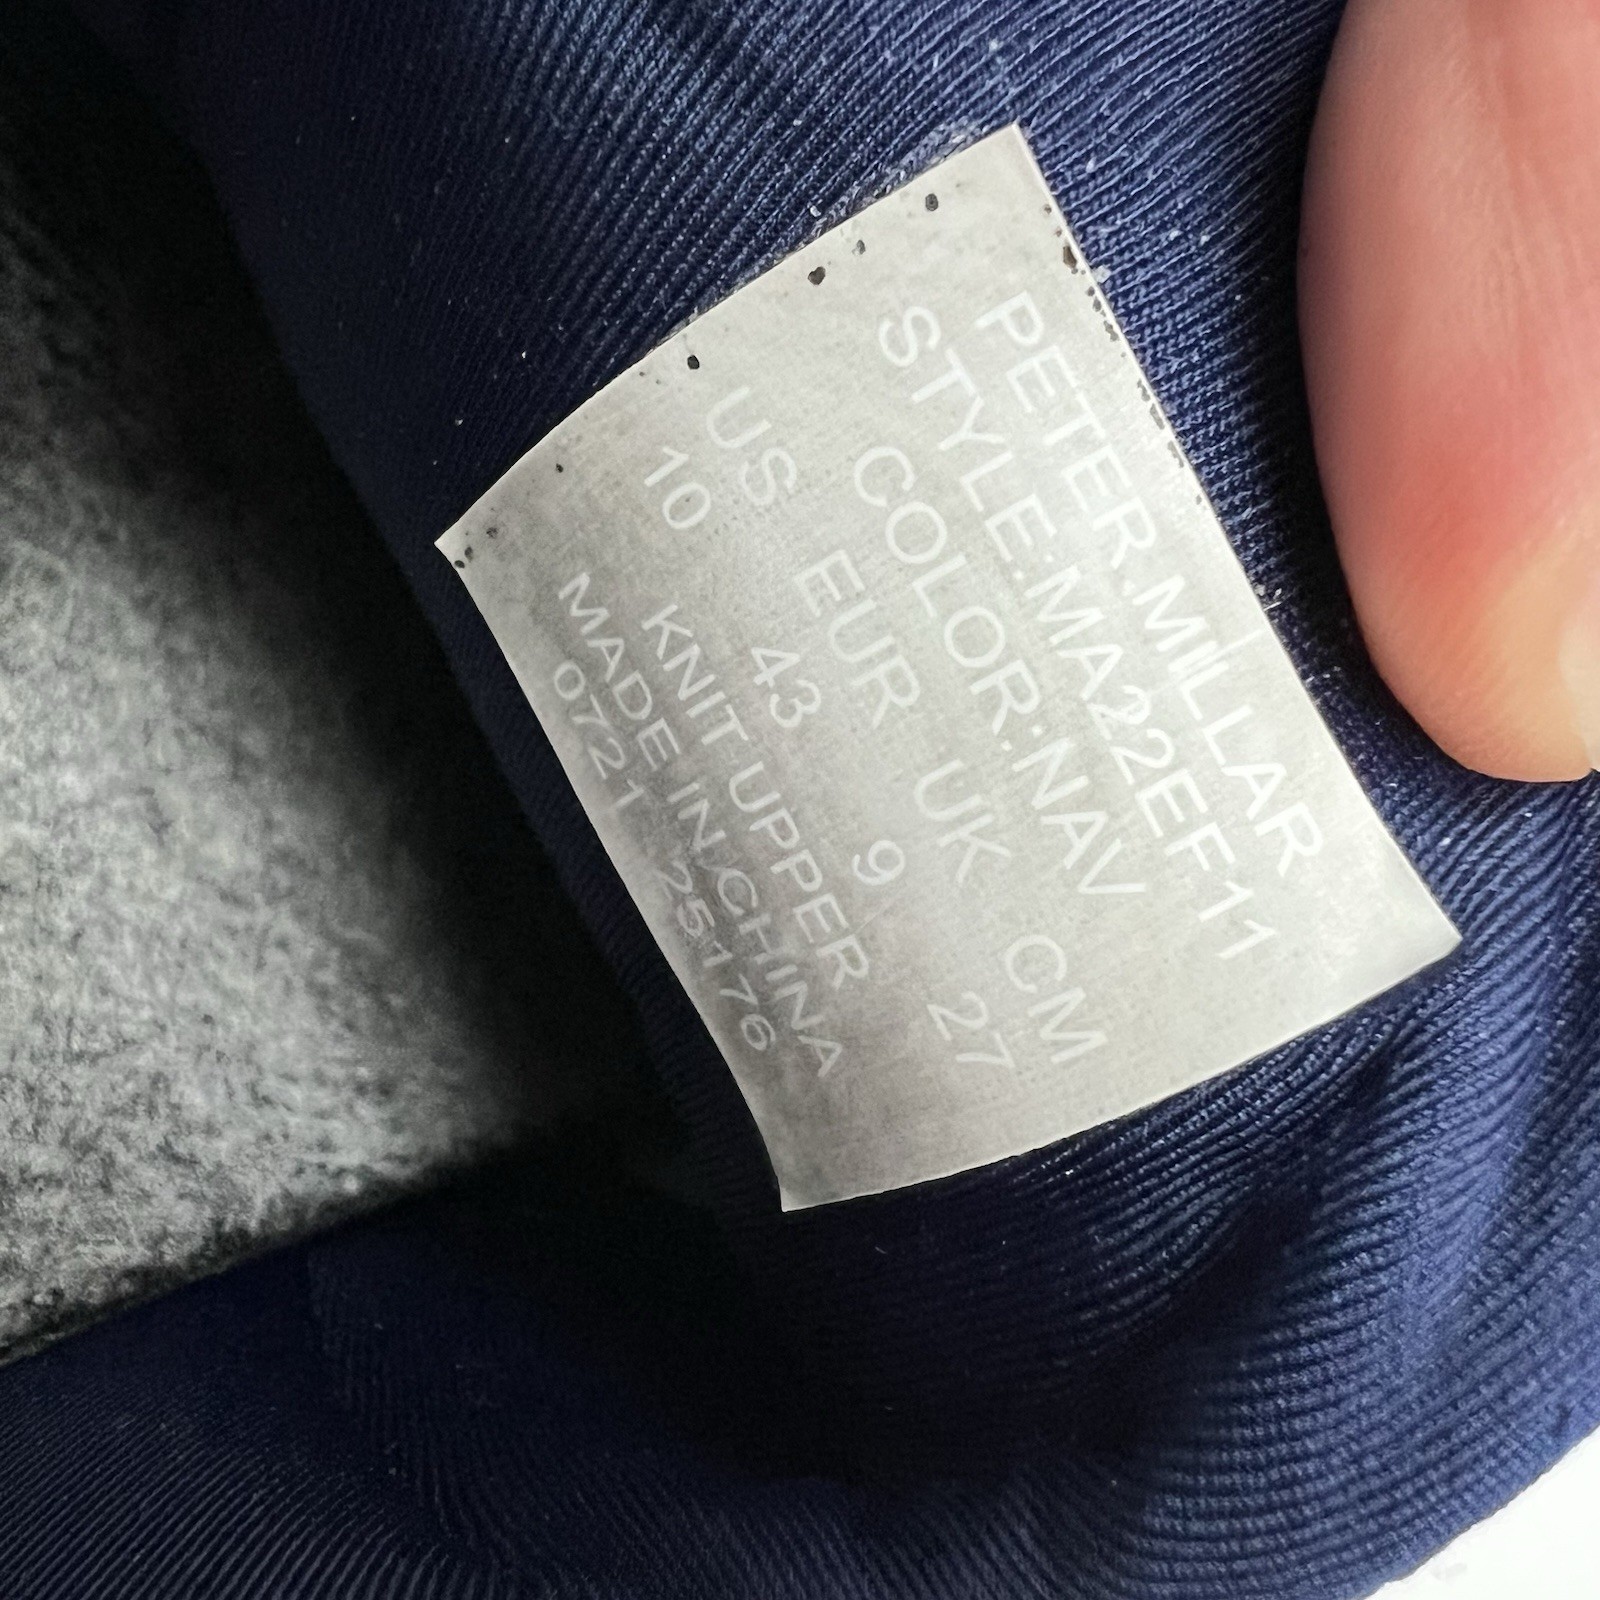 PETER.MILLAR
STYLE:MA22EF11
COLOR:NAV
US EUR UK CM
10 43 9 27
KNIT UPPER
MADE IN CHINA
0721 25176